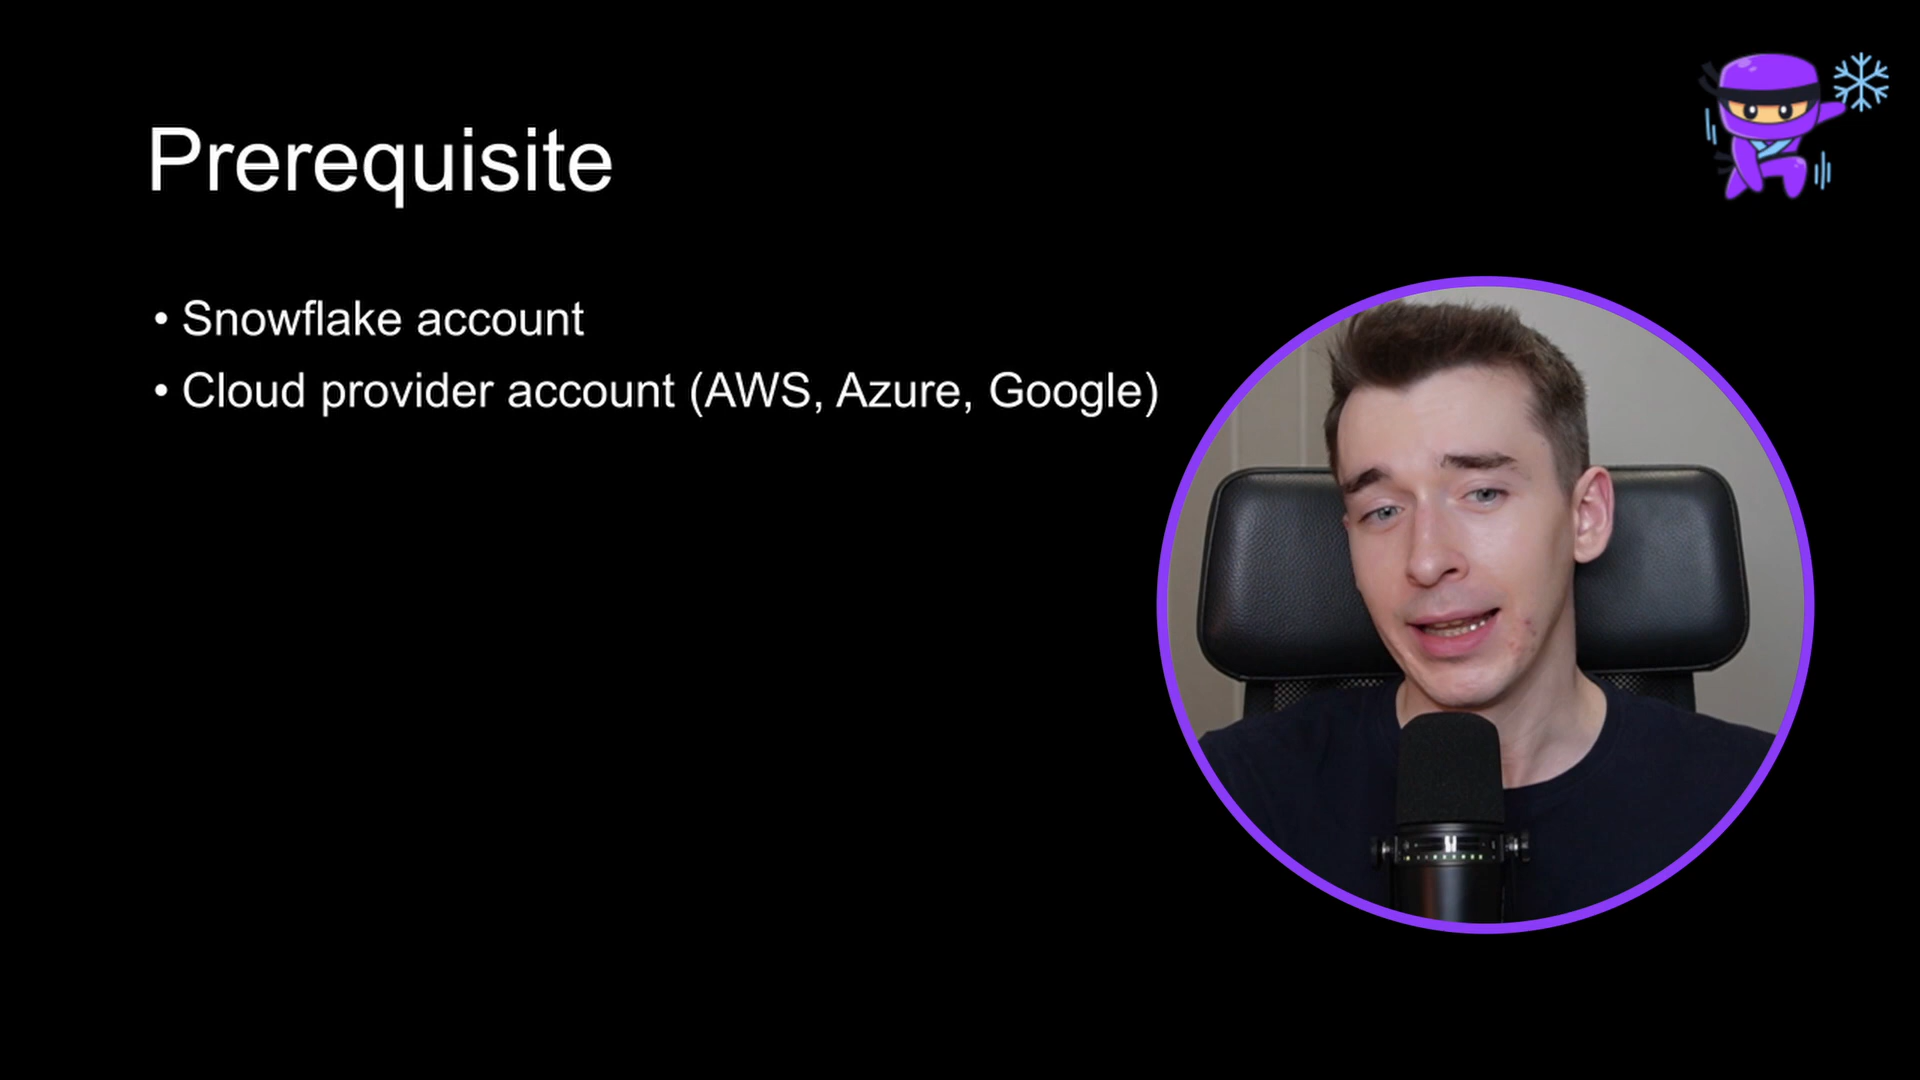 Prerequisite
• Snowflake account
• Cloud provider account (AWS, Azure, Google)